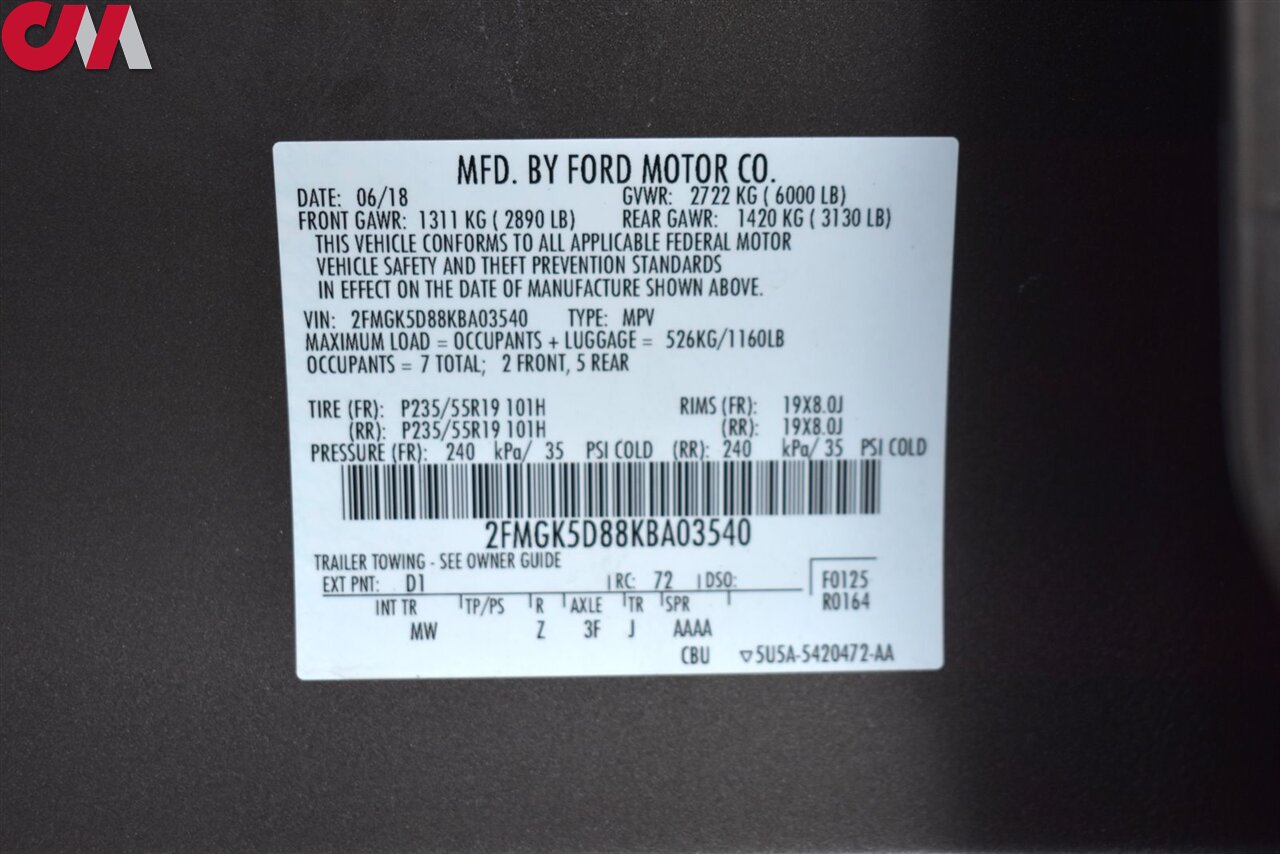 CM
MFD. BY FORD MOTOR CO.
DATE: 06/18 GVWR: 2722 KG ( 6000 LB)
FRONT GAWR: 1311 KG ( 2890 LB) REAR GAWR: 1420 KG ( 3130 LB)
THIS VEHICLE CONFORMS TO ALL APPLICABLE FEDERAL MOTOR
VEHICLE SAFETY AND THEFT PREVENTION STANDARDS
IN EFFECT ON THE DATE OF MANUFACTURE SHOWN ABOVE.
VIN: 2FMGK5D88KBA03540 TYPE: MPV
MAXIMUM LOAD = OCCUPANTS + LUGGAGE = 526KG/1160LB
OCCUPANTS = 7 TOTAL; 2 FRONT, 5 REAR
TIRE (FR): P235/55R19 101H RIMS (FR): 19X8.0J
(RR): P235/55R19 101H (RR): 19X8.0J
PRESSURE (FR): 240 kPa/ 35 PSI COLD (RR): 240 kPa/ 35 PSI COLD
2FMGK5D88KBA03540
TRAILER TOWING - SEE OWNER GUIDE
EXT PNT: D1 RC: 72 DSO: F0125
INT TR TP/PS R AXLE TR SPR R0164
MW Z 3F J AAAA
CBU ▽5U5A-5420472-AA